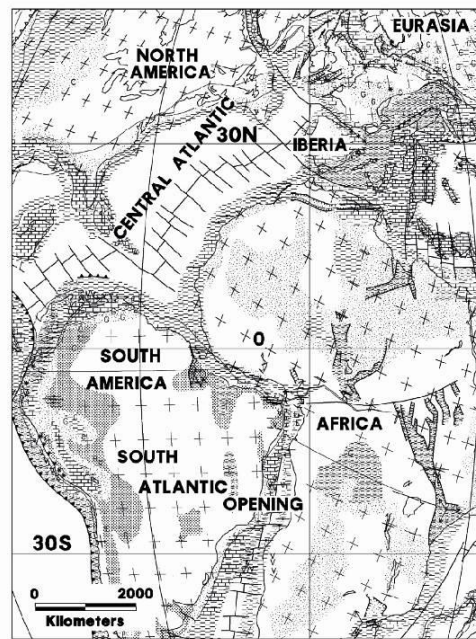 EURASIA
NORTH
AMERICA
CENTRAL ATLANTIC
30N
IBERIA
0
SOUTH
AMERICA
AFRICA
SOUTH
ATLANTIC
OPENING
30S
0 2000
Kilometers